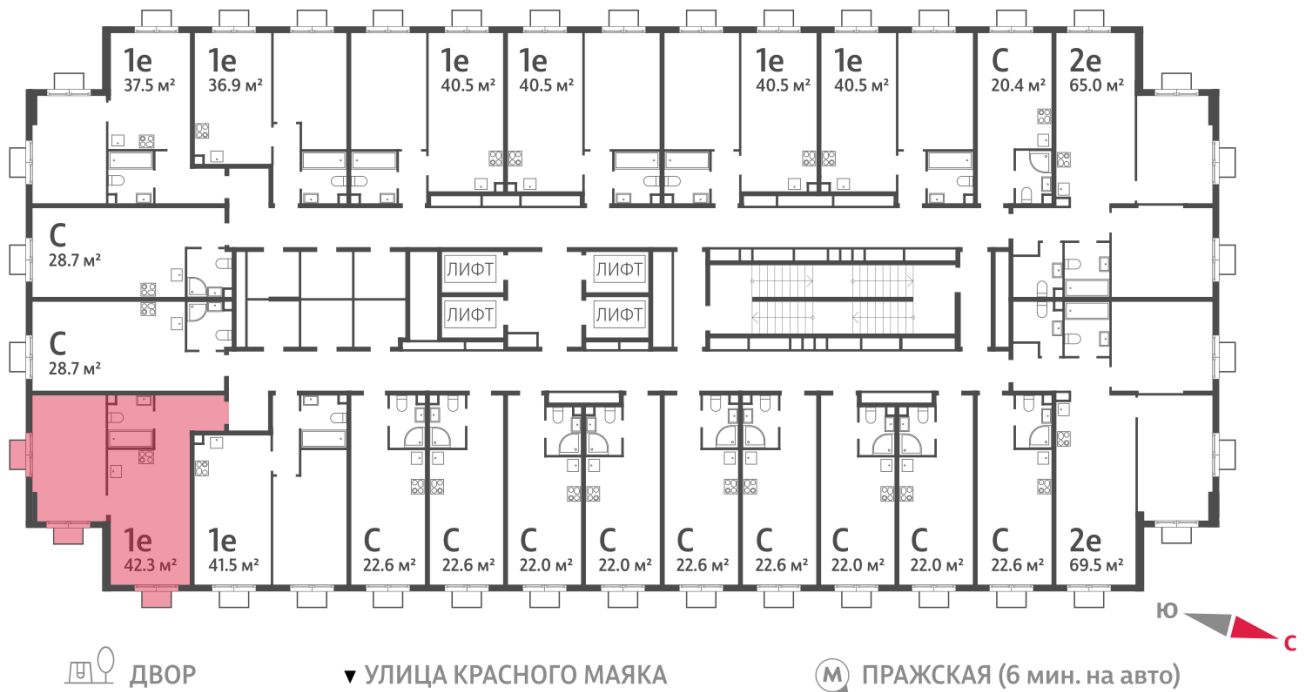 1е 1е 1е 1е 1е 1е С 2е
37.5 м² 36.9 м² 40.5 м² 40.5 м² 40.5 м² 40.5 м² 20.4 м² 65.0 м²
С
28.7 м²
ЛИФТ ЛИФТ
ЛИФТ ЛИФТ
С
28.7 м²
1е 1е С С С С С С С С С 2е
42.3 м² 41.5 м² 22.6 м² 22.6 м² 22.0 м² 22.0 м² 22.6 м² 22.6 м² 22.0 м² 22.0 м² 22.6 м² 69.5 м²
Ю
С
ДВОР ▼ УЛИЦА КРАСНОГО МАЯКА М ПРАЖСКАЯ (6 мин. на авто)